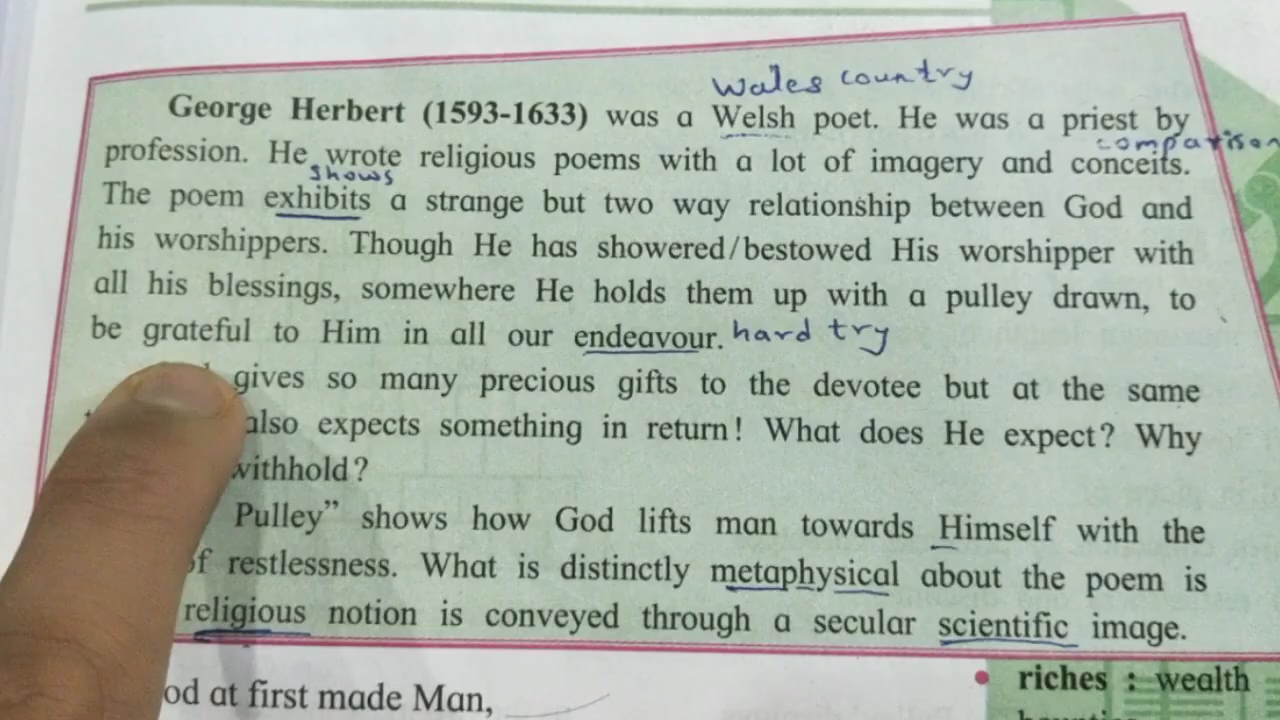 Wales country
George Herbert (1593-1633) was a Welsh poet. He was a priest by
comparison
profession. He wrote religious poems with a lot of imagery and conceits.
shows
The poem exhibits a strange but two way relationship between God and
his worshippers. Though He has showered/bestowed His worshipper with
all his blessings, somewhere He holds them up with a pulley drawn, to
be grateful to Him in all our endeavour. hard try
gives so many precious gifts to the devotee but at the same
also expects something in return! What does He expect? Why
withhold?
Pulley” shows how God lifts man towards Himself with the
of restlessness. What is distinctly metaphysical about the poem is
religious notion is conveyed through a secular scientific image.
od at first made Man,
• riches : wealth